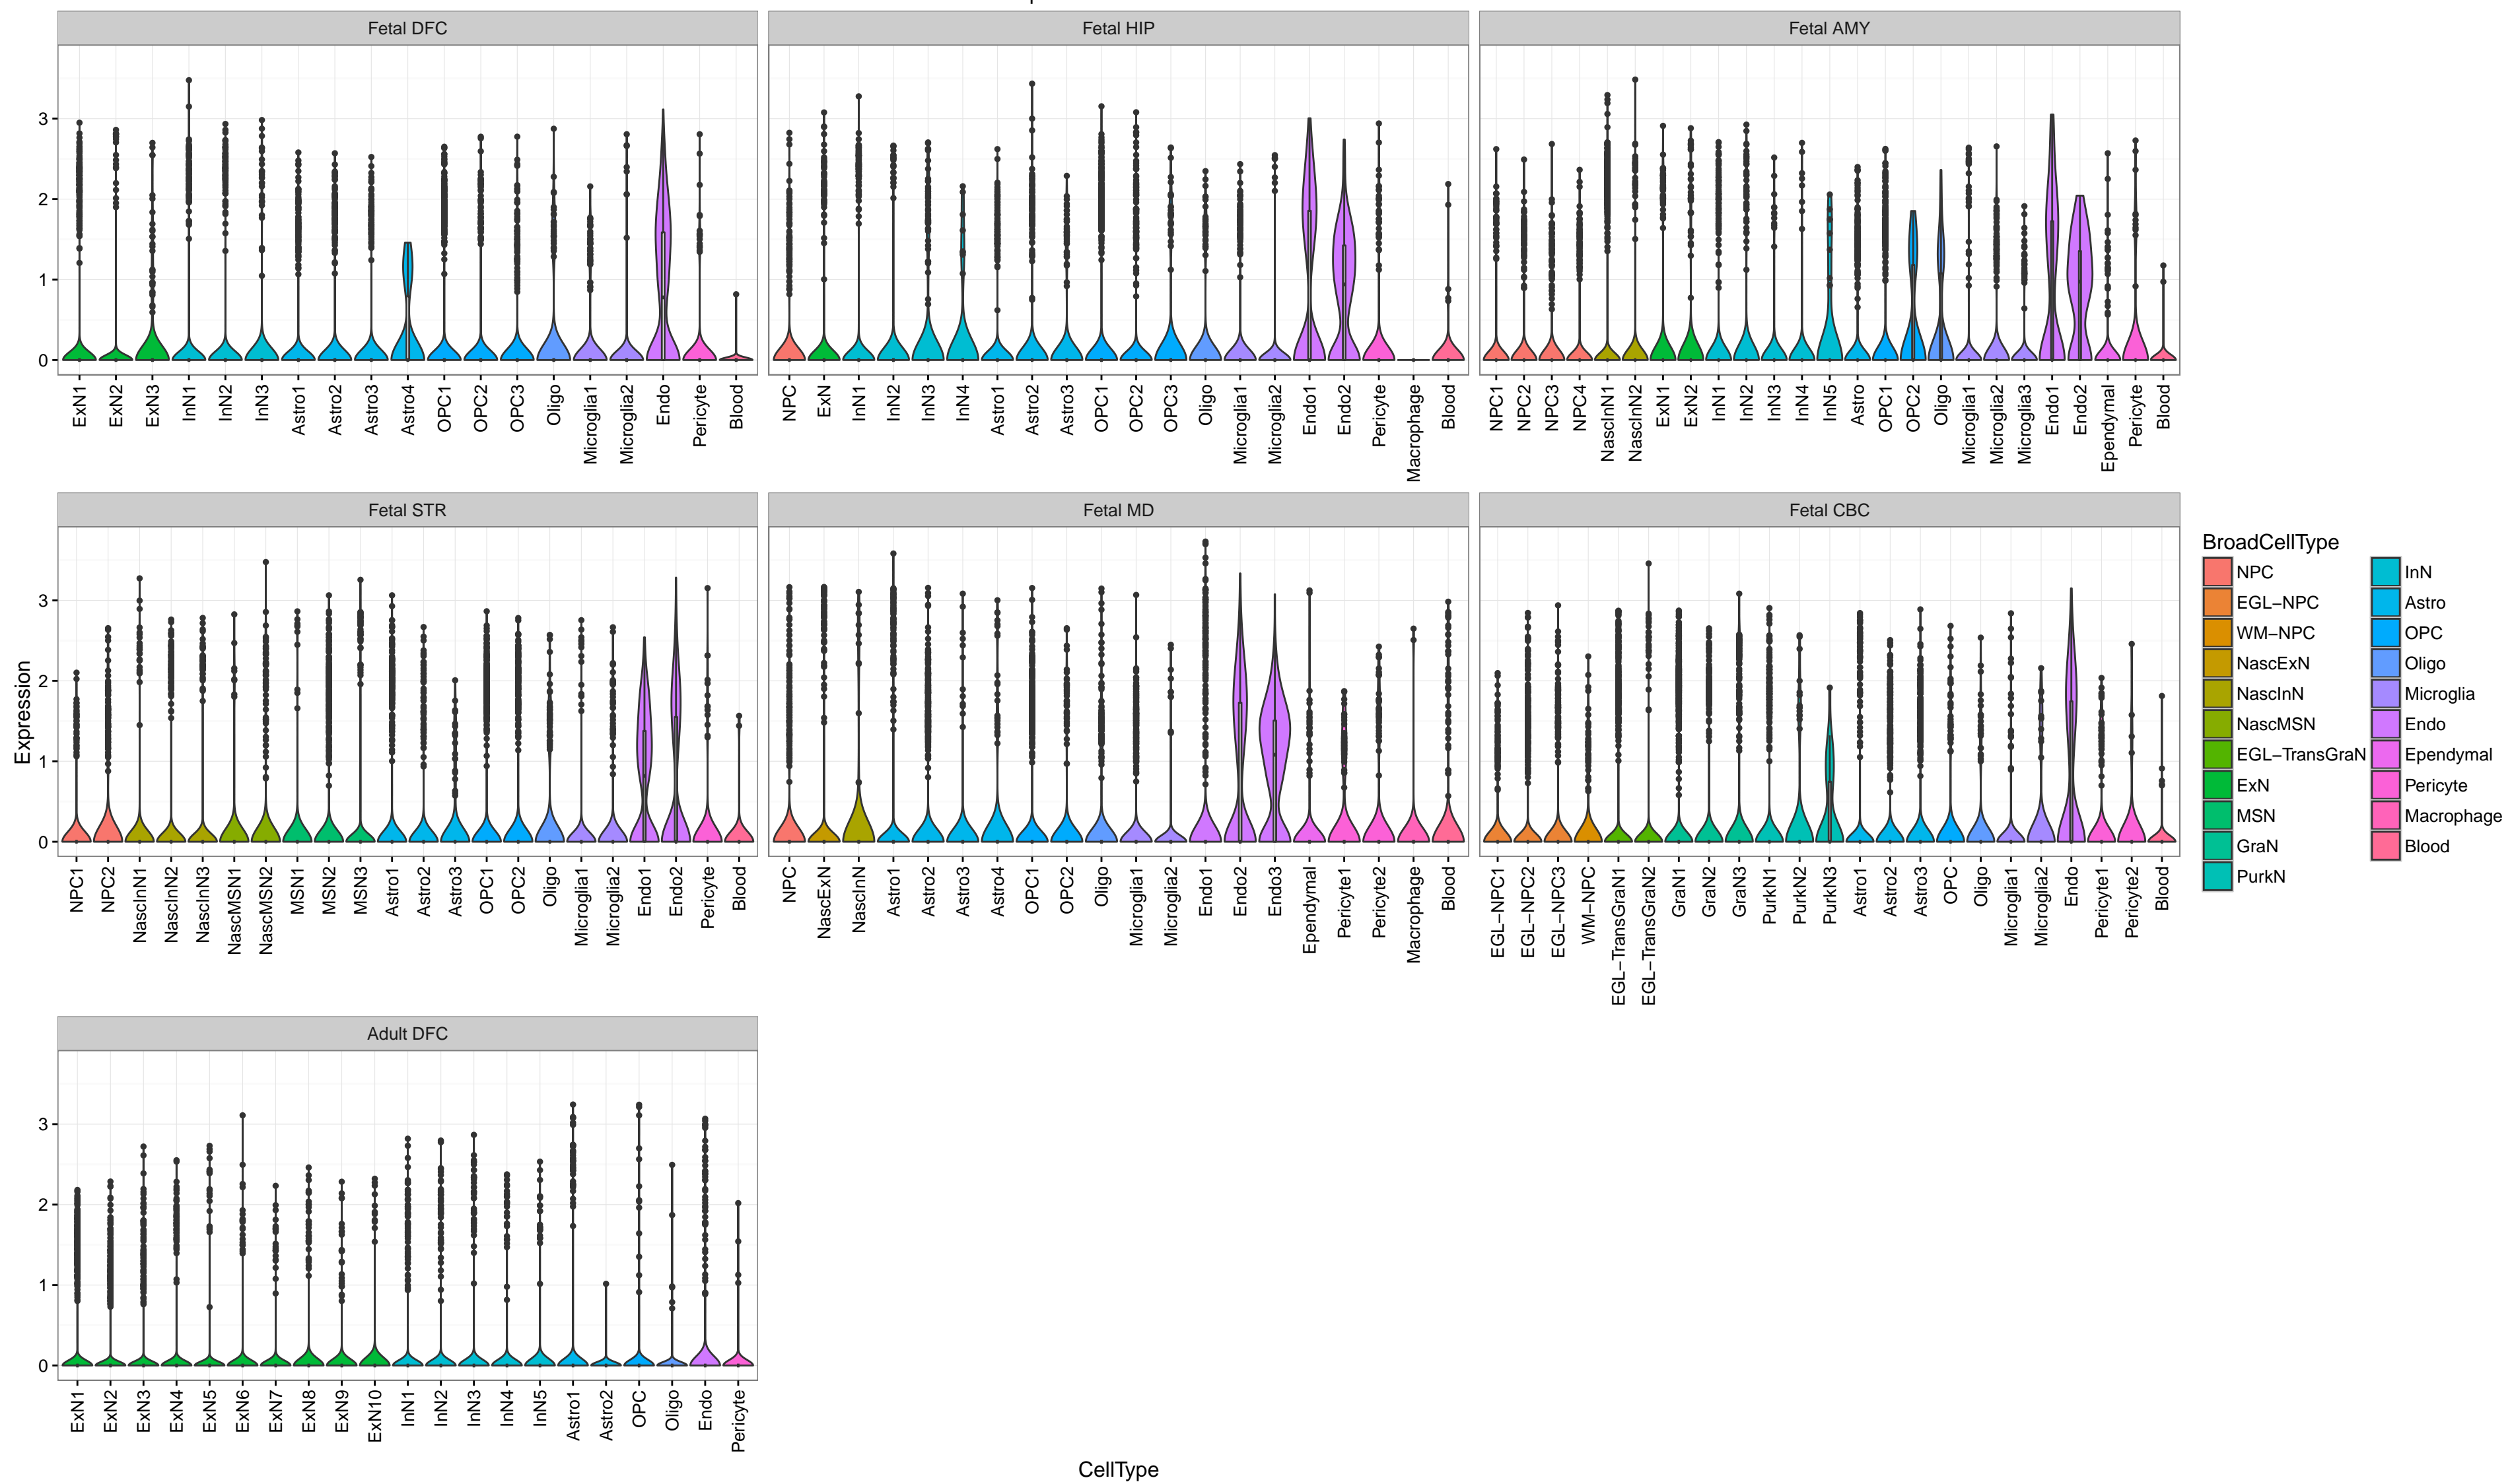 Fetal DFC
Fetal HIP
Fetal AMY
3
2
1
0
ExN1 ExN2 ExN3 InN1 InN2 InN3 Astro1 Astro2 Astro3 Astro4 OPC1 OPC2 OPC3 Oligo Microglia1 Microglia2 Endo Pericyte Blood
NPC ExN InN1 InN2 InN3 InN4 Astro1 Astro2 Astro3 OPC1 OPC2 OPC3 Oligo Microglia1 Microglia2 Endo1 Endo2 Pericyte Macrophage Blood
NPC1 NPC2 NPC3 NPC4 NascInN1 NascInN2 ExN1 ExN2 InN1 InN2 InN3 InN4 InN5 Astro OPC1 OPC2 Oligo Microglia1 Microglia2 Microglia3 Endo1 Endo2 Ependymal Pericyte Blood
Fetal STR
Fetal MD
Fetal CBC
Expression
3
2
1
0
NPC1 NPC2 NascInN1 NascInN2 NascInN3 NascMSN1 NascMSN2 MSN1 MSN2 MSN3 Astro1 Astro2 Astro3 OPC1 OPC2 Oligo Microglia1 Microglia2 Endo1 Endo2 Pericyte Blood
NPC NascExN NascInN Astro1 Astro2 Astro3 Astro4 OPC1 OPC2 Oligo Microglia1 Microglia2 Endo1 Endo2 Endo3 Ependymal Pericyte1 Pericyte2 Macrophage Blood
EGL−NPC1 EGL−NPC2 EGL−NPC3 WM−NPC EGL−TransGraN1 EGL−TransGraN2 GraN1 GraN2 GraN3 PurkN1 PurkN2 PurkN3 Astro1 Astro2 Astro3 OPC Oligo Microglia1 Microglia2 Endo Pericyte1 Pericyte2 Blood
BroadCellType
NPC
EGL−NPC
WM−NPC
NascExN
NascInN
NascMSN
EGL−TransGraN
ExN
MSN
GraN
PurkN
InN
Astro
OPC
Oligo
Microglia
Endo
Ependymal
Pericyte
Macrophage
Blood
Adult DFC
3
2
1
0
ExN1 ExN2 ExN3 ExN4 ExN5 ExN6 ExN7 ExN8 ExN9 ExN10 InN1 InN2 InN3 InN4 InN5 Astro1 Astro2 OPC Oligo Endo Pericyte
CellType